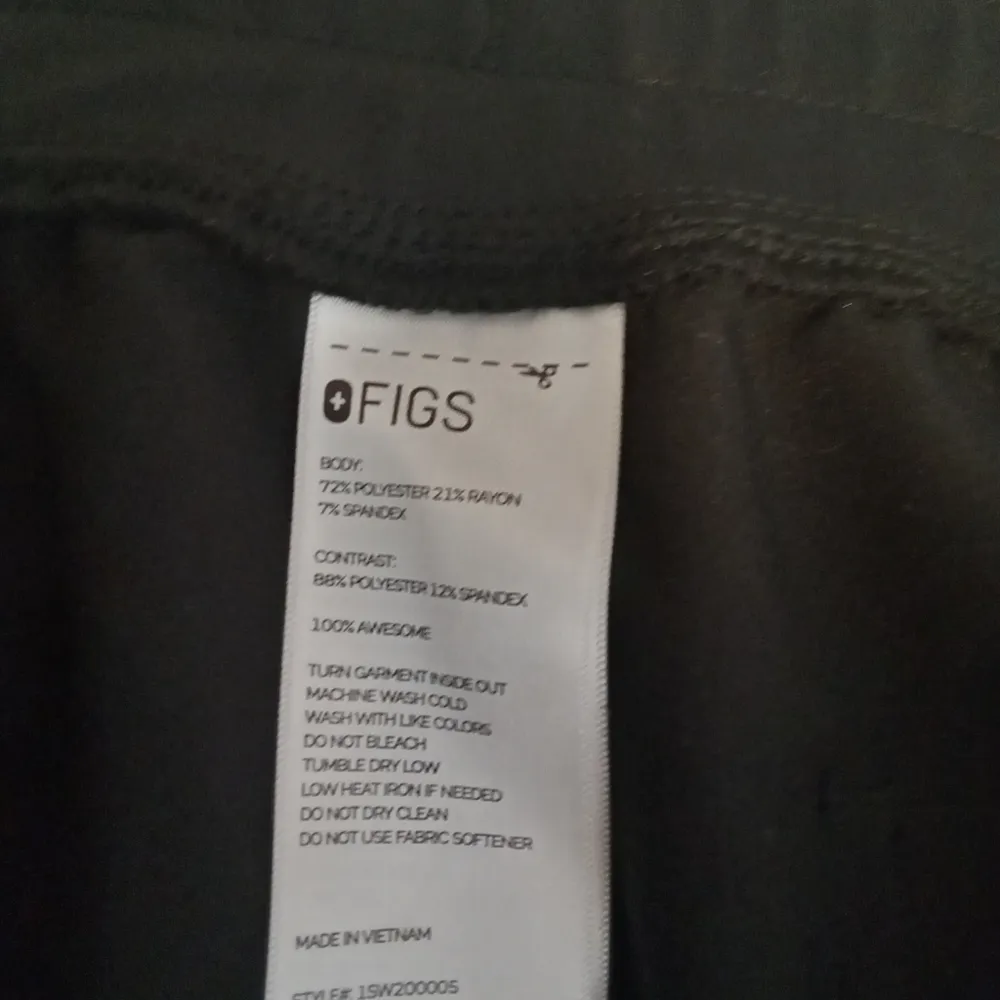 FIGS
BODY:
72% POLYESTER 21% RAYON
7% SPANDEX
CONTRAST:
88% POLYESTER 12% SPANDEX
100% AWESOME
TURN GARMENT INSIDE OUT
MACHINE WASH COLD
WASH WITH LIKE COLORS
DO NOT BLEACH
TUMBLE DRY LOW
LOW HEAT IRON IF NEEDED
DO NOT DRY CLEAN
DO NOT USE FABRIC SOFTENER
MADE IN VIETNAM
STYLE#: 1SW200005